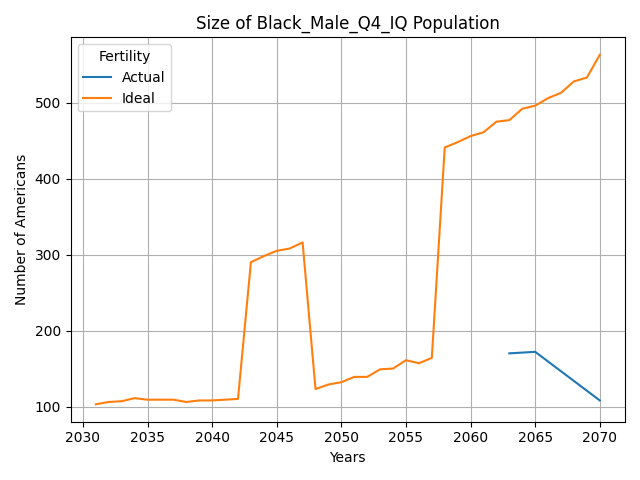 Size of Black_Male_Q4_IQ Population
Fertility
Actual
Ideal
Number of Americans
500
400
300
200
100
2030 2035 2040 2045 2050 2055 2060 2065 2070
Years